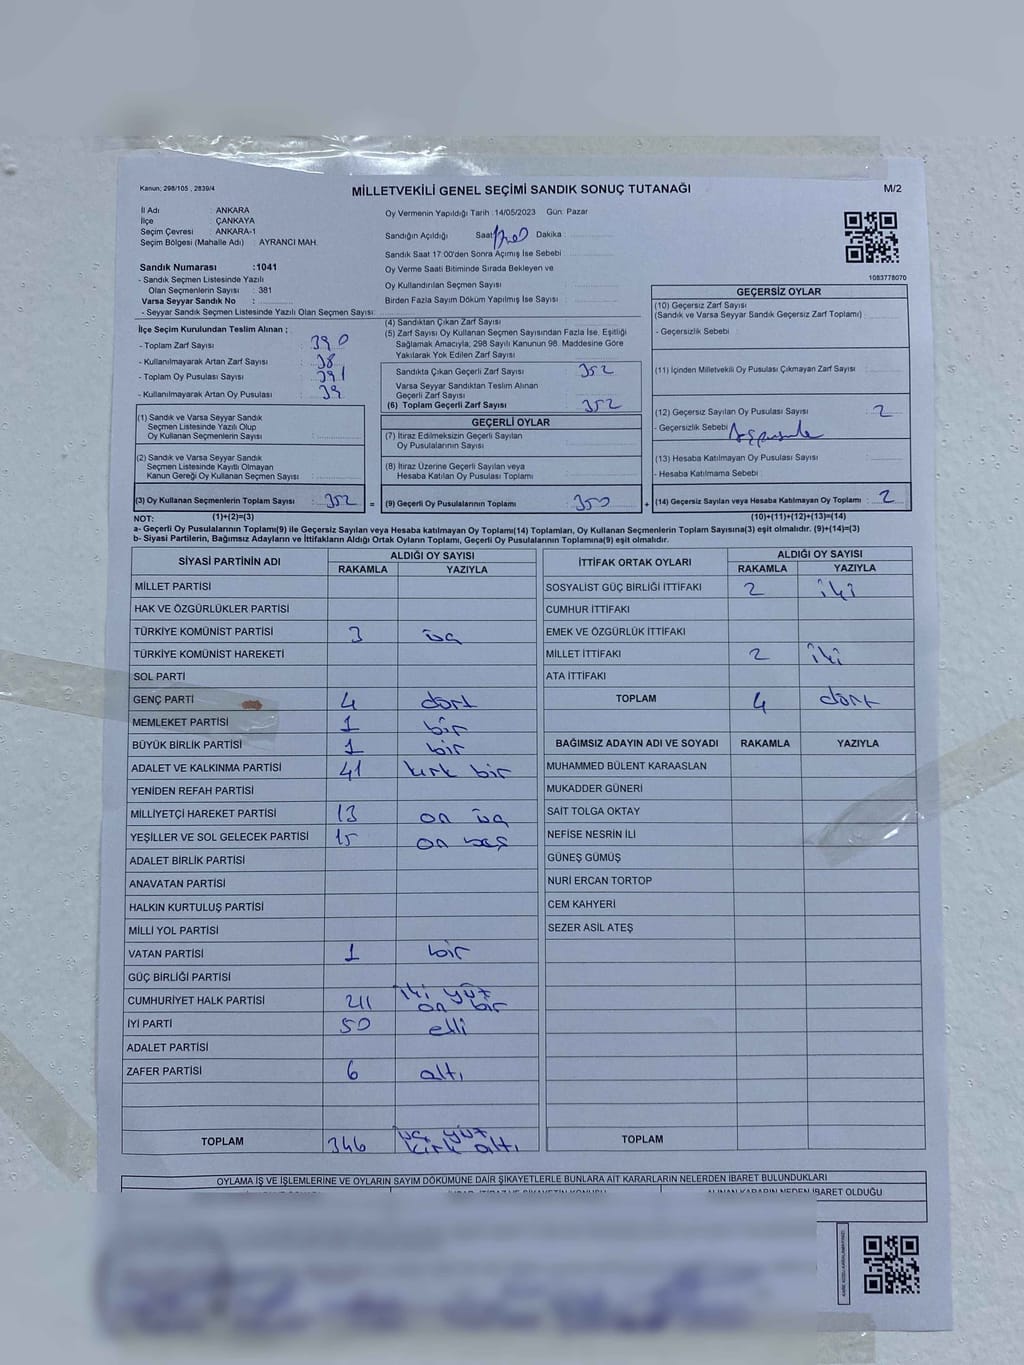 Kanun; 298/105 , 2839/4
MİLLETVEKİLİ GENEL SEÇİMİ SANDIK SONUÇ TUTANAĞI
M/2
İl Adı : ANKARA
İlçe : ÇANKAYA
Seçim Çevresi : ANKARA-1
Seçim Bölgesi (Mahalle Adı) : AYRANCI MAH.
Sandık Numarası :1041
- Sandık Seçmen Listesinde Yazılı
Olan Seçmenlerin Sayısı : 381
Varsa Seyyar Sandık No :
- Seyyar Sandık Seçmen Listesinde Yazılı Olan Seçmen Sayısı:
Oy Vermenin Yapıldığı Tarih : 14/05/2023 Gün: Pazar
Sandığın Açıldığı Saat Dakika :
Sandık Saat 17:00'den Sonra Açılmış İse Sebebi :
Oy Verme Saati Bitiminde Sırada Bekleyen ve
Oy Kullandırılan Seçmen Sayısı :
Birden Fazla Sayım Döküm Yapılmış İse Sayısı :
1083778070
İlçe Seçim Kurulundan Teslim Alınan ;
- Toplam Zarf Sayısı : 390
- Kullanılmayarak Artan Zarf Sayısı : 38
- Toplam Oy Pusulası Sayısı : 391
- Kullanılmayarak Artan Oy Pusulası : 39
(4) Sandıktan Çıkan Zarf Sayısı :
(5) Zarf Sayısı Oy Kullanan Seçmen Sayısından Fazla İse, Eşitliği
Sağlamak Amacıyla, 298 Sayılı Kanunun 98. Maddesine Göre
Yakılarak Yok Edilen Zarf Sayısı :
Sandıkta Çıkan Geçerli Zarf Sayısı : 352
Varsa Seyyar Sandıktan Teslim Alınan
Geçerli Zarf Sayısı :
(6) Toplam Geçerli Zarf Sayısı : 352
GEÇERSİZ OYLAR
(10) Geçersiz Zarf Sayısı
(Sandık ve Varsa Seyyar Sandık Geçersiz Zarf Toplamı) :
- Geçersizlik Sebebi :
(11) İçinden Milletvekili Oy Pusulası Çıkmayan Zarf Sayısı :
(12) Geçersiz Sayılan Oy Pusulası Sayısı : 2
- Geçersizlik Sebebi
(13) Hesaba Katılmayan Oy Pusulası Sayısı :
- Hesaba Katılmama Sebebi :
(14) Geçersiz Sayılan veya Hesaba Katılmayan Oy Toplamı : 2
(10)+(11)+(12)+(13)=(14)
(1) Sandık ve Varsa Seyyar Sandık
Seçmen Listesinde Yazılı Olup
Oy Kullanan Seçmenlerin Sayısı :
(2) Sandık ve Varsa Seyyar Sandık
Seçmen Listesinde Kayıtlı Olmayan
Kanun Gereği Oy Kullanan Seçmen Sayısı :
(3) Oy Kullanan Seçmenlerin Toplam Sayısı : 352 =
(1)+(2)=(3)
GEÇERLİ OYLAR
(7) İtiraz Edilmeksizin Geçerli Sayılan
Oy Pusulalarının Sayısı :
(8) İtiraz Üzerine Geçerli Sayılan veya
Hesaba Katılan Oy Pusulası Toplamı :
(9) Geçerli Oy Pusulalarının Toplamı : 350 +
NOT:
a- Geçerli Oy Pusulalarının Toplamı(9) ile Geçersiz Sayılan veya Hesaba katılmayan Oy Toplamı(14) Toplamları, Oy Kullanan Seçmenlerin Toplam Sayısına(3) eşit olmalıdır. (9)+(14)=(3)
b- Siyasi Partilerin, Bağımsız Adayların ve İttifakların Aldığı Ortak Oyların Toplamı, Geçerli Oy Pusulalarının Toplamına(9) eşit olmalıdır.
SİYASİ PARTİNİN ADI
ALDIĞI OY SAYISI
RAKAMLA YAZIYLA
MİLLET PARTİSİ
HAK VE ÖZGÜRLÜKLER PARTİSİ
TÜRKİYE KOMÜNİST PARTİSİ 3 üç
TÜRKİYE KOMÜNİST HAREKETİ
SOL PARTİ
GENÇ PARTİ 4 dört
MEMLEKET PARTİSİ 1 bir
BÜYÜK BİRLİK PARTİSİ 1 bir
ADALET VE KALKINMA PARTİSİ 41 kırk bir
YENİDEN REFAH PARTİSİ
MİLLİYETÇİ HAREKET PARTİSİ 13 on üç
YEŞİLLER VE SOL GELECEK PARTİSİ 15 on beş
ADALET BİRLİK PARTİSİ
ANAVATAN PARTİSİ
HALKIN KURTULUŞ PARTİSİ
MİLLİ YOL PARTİSİ
VATAN PARTİSİ 1 bir
GÜÇ BİRLİĞİ PARTİSİ
CUMHURİYET HALK PARTİSİ 211 iki yüz on bir
İYİ PARTİ 50 elli
ADALET PARTİSİ
ZAFER PARTİSİ 6 altı
TOPLAM 346 üç yüz kırk altı
İTTİFAK ORTAK OYLARI
ALDIĞI OY SAYISI
RAKAMLA YAZIYLA
SOSYALİST GÜÇ BİRLİĞİ İTTİFAKI 2 iki
CUMHUR İTTİFAKI
EMEK VE ÖZGÜRLÜK İTTİFAKI
MİLLET İTTİFAKI 2 iki
ATA İTTİFAKI
TOPLAM 4 dört
BAĞIMSIZ ADAYIN ADI VE SOYADI RAKAMLA YAZIYLA
MUHAMMED BÜLENT KARAASLAN
MUKADDER GÜNERİ
SAİT TOLGA OKTAY
NEFİSE NESRİN İLİ
GÜNEŞ GÜMÜŞ
NURİ ERCAN TORTOP
CEM KAHYERİ
SEZER ASİL ATEŞ
TOPLAM
OYLAMA İŞ VE İŞLEMLERİNE VE OYLARIN SAYIM DÖKÜMÜNE DAİR ŞİKAYETLERLE BUNLARA AİT KARARLARIN NELERDEN İBARET BULUNDUKLARI
ALINAN KARARIN NEDEN İBARET OLDUĞU